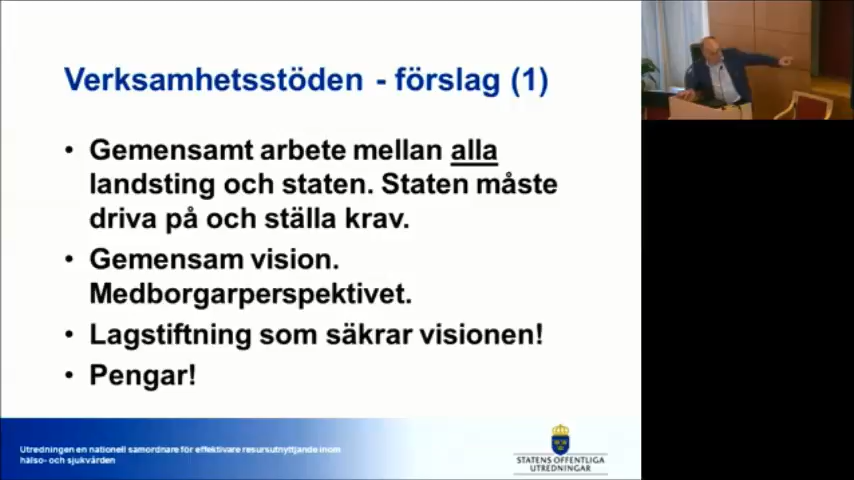 Verksamhetsstöden - förslag (1)
• Gemensamt arbete mellan alla
landsting och staten. Staten måste
driva på och ställa krav.
• Gemensam vision.
Medborgarperspektivet.
• Lagstiftning som säkrar visionen!
• Pengar!
Utredningen en nationell samordnare för effektivare resursutnyttjande inom
hälso- och sjukvården
STATENS OFFENTLIGA
UTREDNINGAR